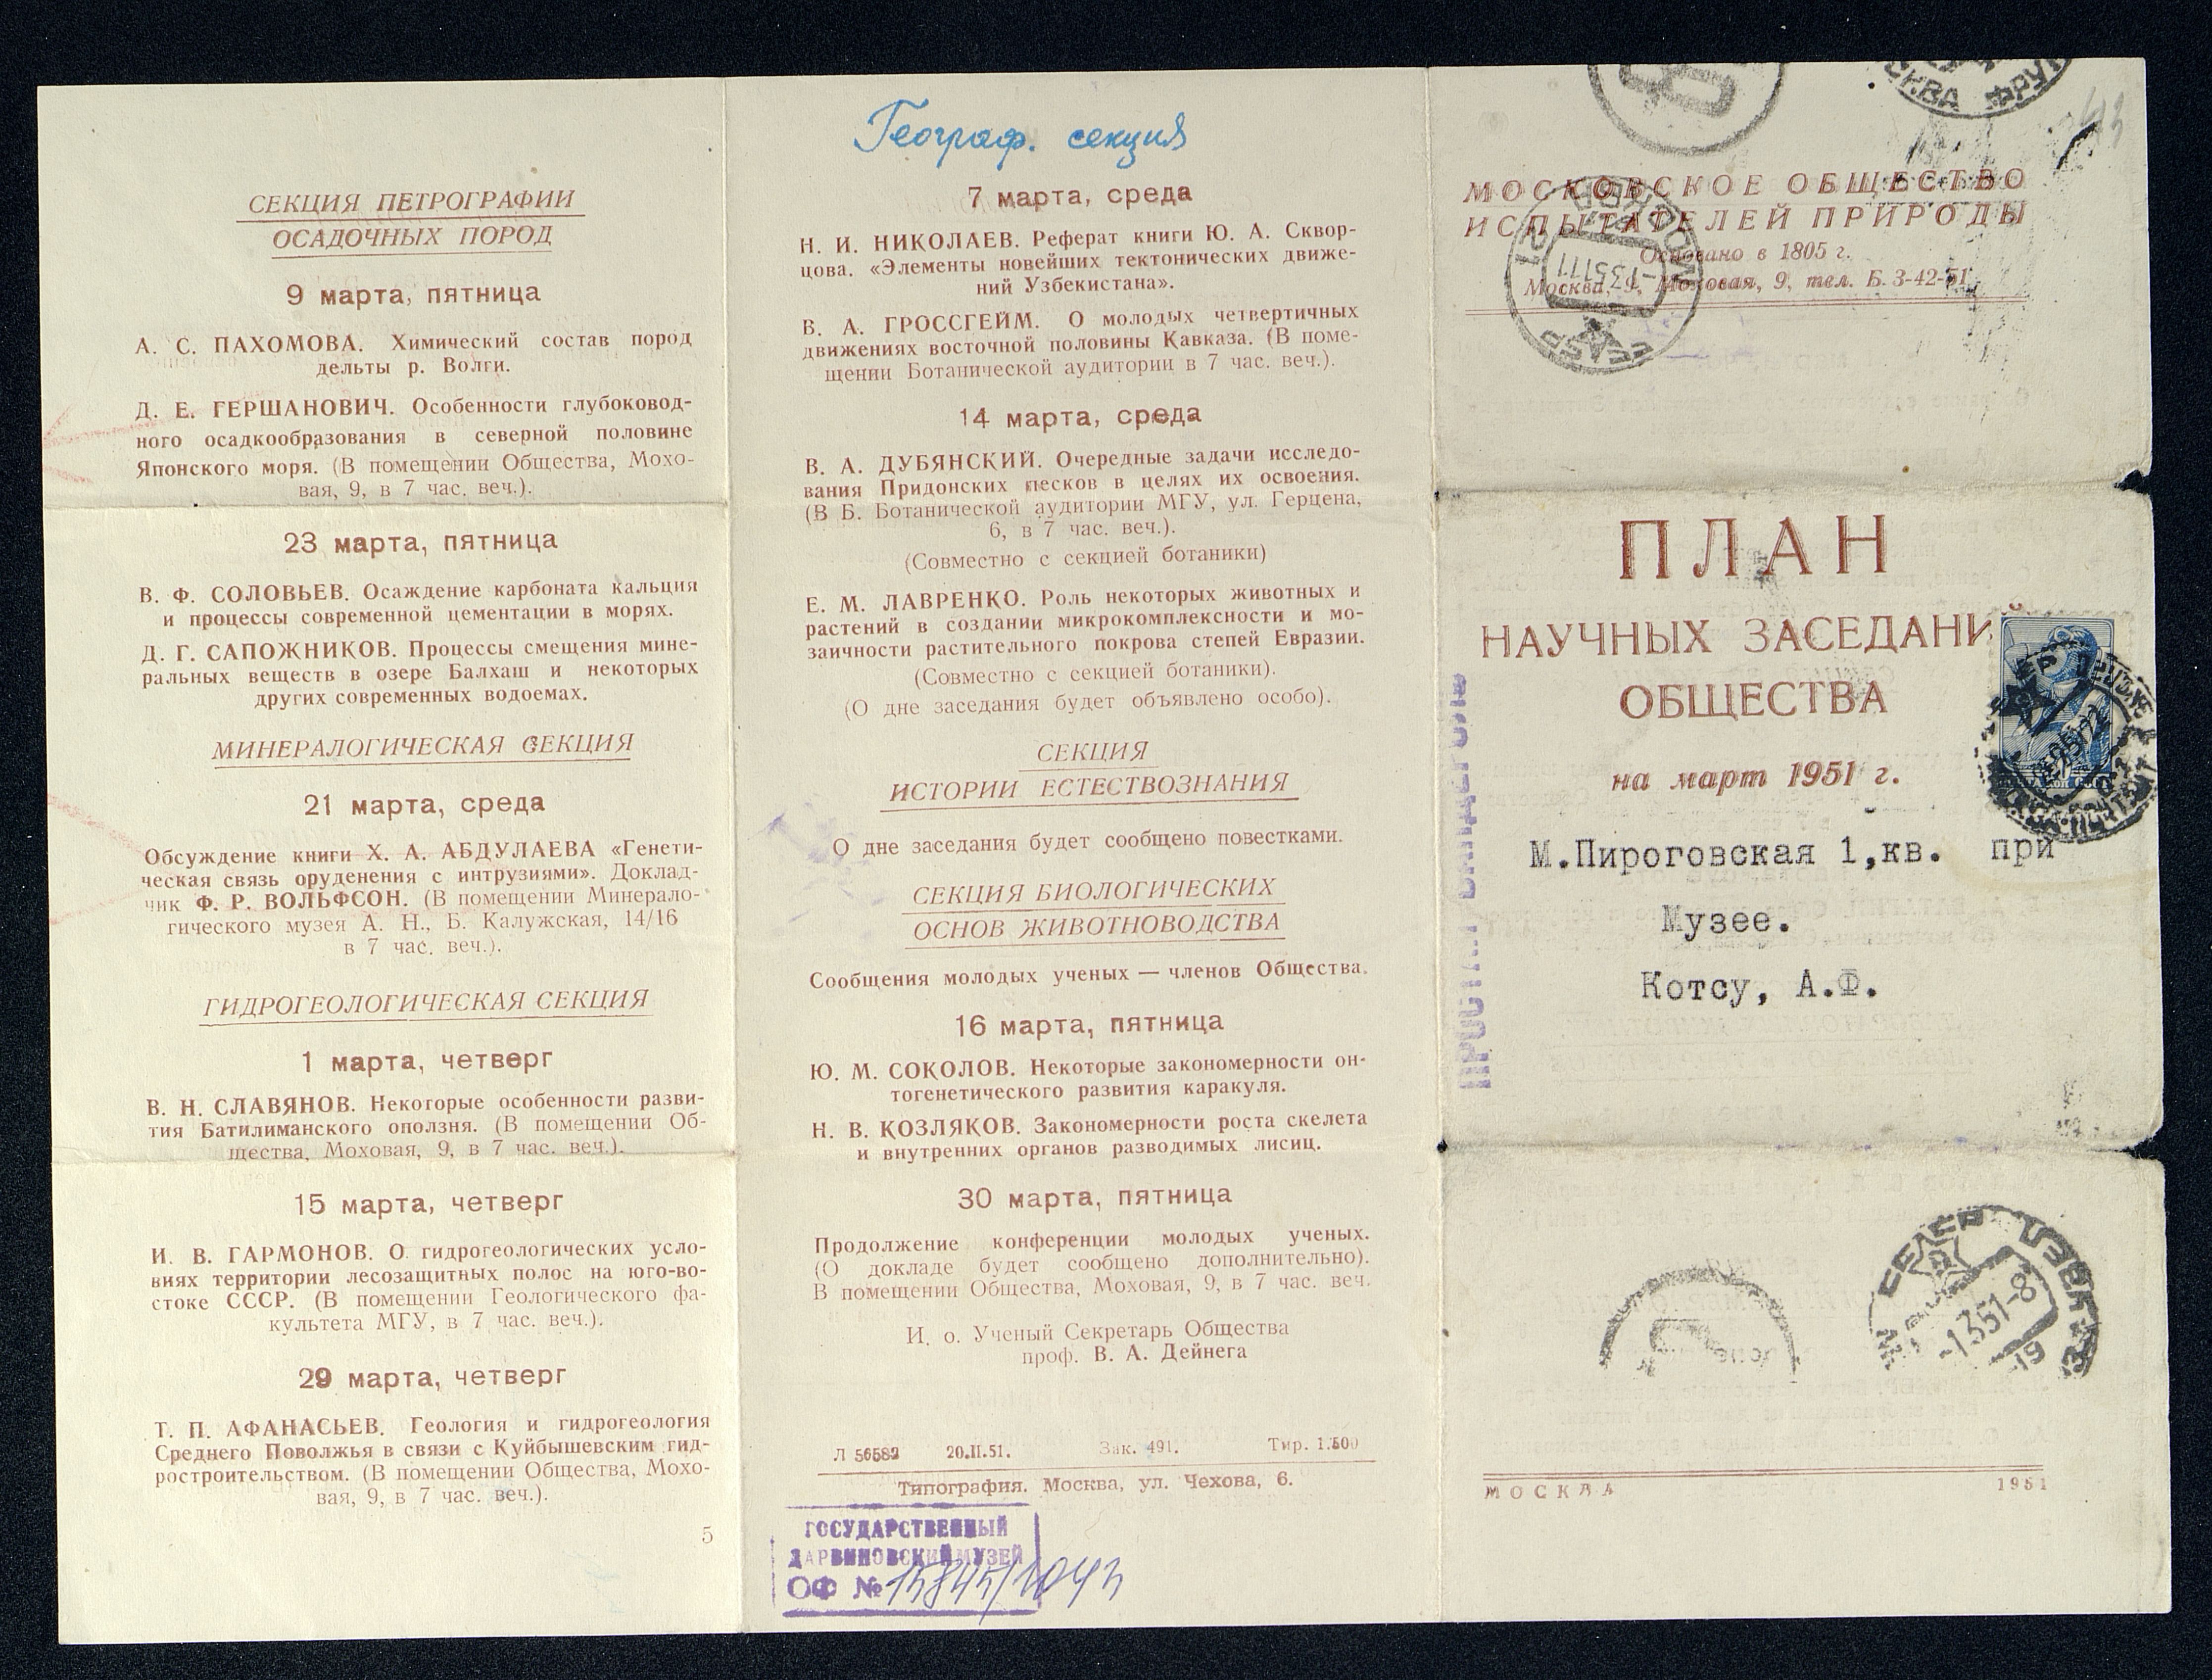 СЕКЦИЯ ПЕТРОГРАФИИ
ОСАДОЧНЫХ ПОРОД
9 марта, пятница
А. С. ПАХОМОВА. Химический состав пород
дельты р. Волги.
Д. Е. ГЕРШАНОВИЧ. Особенности глубоковод-
ного осадкообразования в северной половине
Японского моря. (В помещении Общества, Мохо-
вая, 9, в 7 час. веч.).
23 марта, пятница
В. Ф. СОЛОВЬЕВ. Осаждение карбоната кальция
и процессы современной цементации в морях.
Д. Г. САПОЖНИКОВ. Процессы смещения мине-
ральных веществ в озере Балхаш и некоторых
других современных водоемах.
МИНЕРАЛОГИЧЕСКАЯ СЕКЦИЯ
21 марта, среда
Обсуждение книги Х. А. АБДУЛАЕВА «Генети-
ческая связь оруденения с интрузиями». Доклад-
чик Ф. Р. ВОЛЬФСОН. (В помещении Минерало-
гического музея А. Н., Б. Калужская, 14/16
в 7 час. веч.).
ГИДРОГЕОЛОГИЧЕСКАЯ СЕКЦИЯ
1 марта, четверг
В. Н. СЛАВЯНОВ. Некоторые особенности разви-
тия Батилиманского оползня. (В помещении Об-
щества, Моховая, 9, в 7 час. веч.).
15 марта, четверг
И. В. ГАРМОНОВ. О гидрогеологических усло-
виях территории лесозащитных полос на юго-во-
стоке СССР. (В помещении Геологического фа-
культета МГУ, в 7 час. веч.).
29 марта, четверг
Т. П. АФАНАСЬЕВ. Геология и гидрогеология
Среднего Поволжья в связи с Куйбышевским гид-
ростроительством. (В помещении Общества, Мохо-
вая, 9, в 7 час. веч.).
5
Географ. секция
7 марта, среда
Н. И. НИКОЛАЕВ. Реферат книги Ю. А. Сквор-
цова. «Элементы новейших тектонических движе-
ний Узбекистана».
В. А. ГРОССГЕЙМ. О молодых четвертичных
движениях восточной половины Кавказа. (В поме-
щении Ботанической аудитории в 7 час. веч.).
14 марта, среда
В. А. ДУБЯНСКИЙ. Очередные задачи исследо-
вания Придонских песков в целях их освоения.
(В Б. Ботанической аудитории МГУ, ул. Герцена,
6, в 7 час. веч.).
(Совместно с секцией ботаники)
Е. М. ЛАВРЕНКО. Роль некоторых животных и
растений в создании микрокомплексности и мо-
заичности растительного покрова степей Евразии.
(Совместно с секцией ботаники).
(О дне заседания будет объявлено особо).
СЕКЦИЯ
ИСТОРИИ ЕСТЕСТВОЗНАНИЯ
О дне заседания будет сообщено повестками.
СЕКЦИЯ БИОЛОГИЧЕСКИХ
ОСНОВ ЖИВОТНОВОДСТВА
Сообщения молодых ученых — членов Общества.
16 марта, пятница
Ю. М. СОКОЛОВ. Некоторые закономерности он-
тогенетического развития каракуля.
Н. В. КОЗЛЯКОВ. Закономерности роста скелета
и внутренних органов разводимых лисиц.
30 марта, пятница
Продолжение конференции молодых ученых.
(О докладе будет сообщено дополнительно).
В помещении Общества, Моховая, 9, в 7 час. веч.
И. о. Ученый Секретарь Общества
проф. В. А. Дейнега
Л 56582 20.II.51. Зак. 491. Тир. 1.500
Типография. Москва, ул. Чехова, 6.
ГОСУДАРСТВЕННЫЙ
ДАРВИНОВСКИЙ МУЗЕЙ
ОФ № 15845/1043
МОСКОВСКОЕ ОБЩЕСТВО
ИСПЫТАТЕЛЕЙ ПРИРОДЫ
Основано в 1805 г.
Москва, 9, Моховая, 9, тел. Б. 3-42-51
ПЛАН
НАУЧНЫХ ЗАСЕДАНИЙ
ОБЩЕСТВА
на март 1951 г.
М.Пироговская 1,кв. при
Музее.
Котсу, А.Ф.
-1351-8
19
МОСКВА 1951